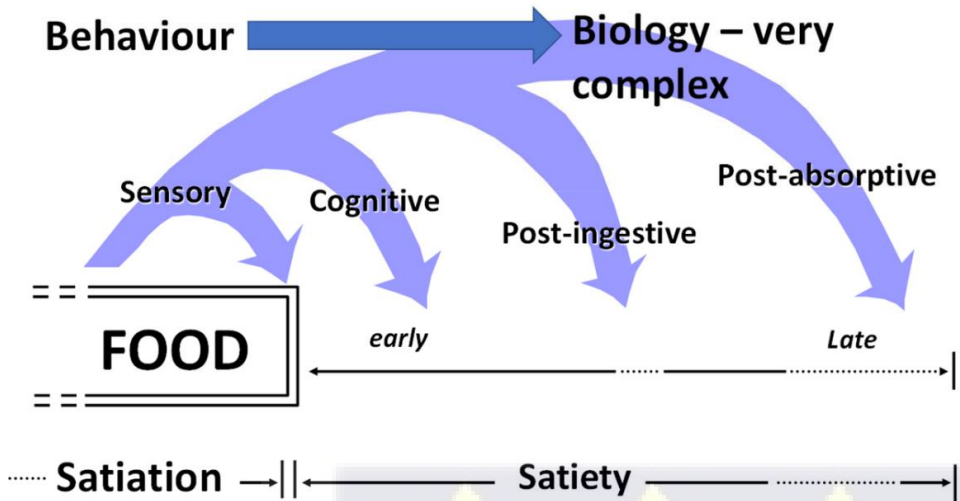 Behaviour
Biology – very
complex
Sensory
Cognitive
Post-ingestive
Post-absorptive
FOOD
early
Late
Satiation
Satiety